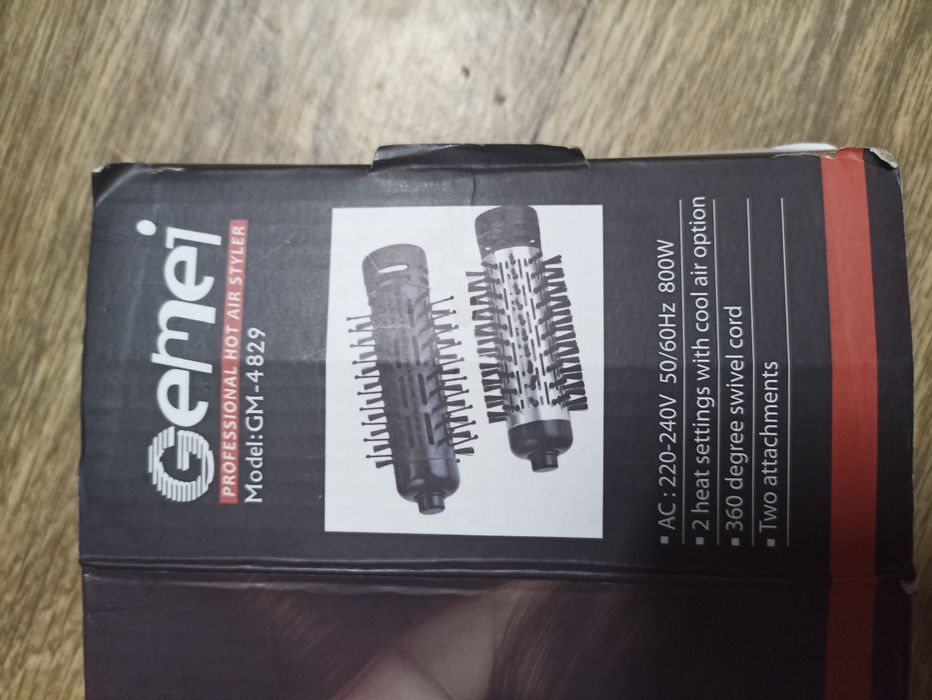 Gemei
PROFESSIONAL HOT AIR STYLER
Model:GM-4829
▪ AC : 220-240V 50/60Hz 800W
▪ 2 heat settings with cool air option
▪ 360 degree swivel cord
▪ Two attachments